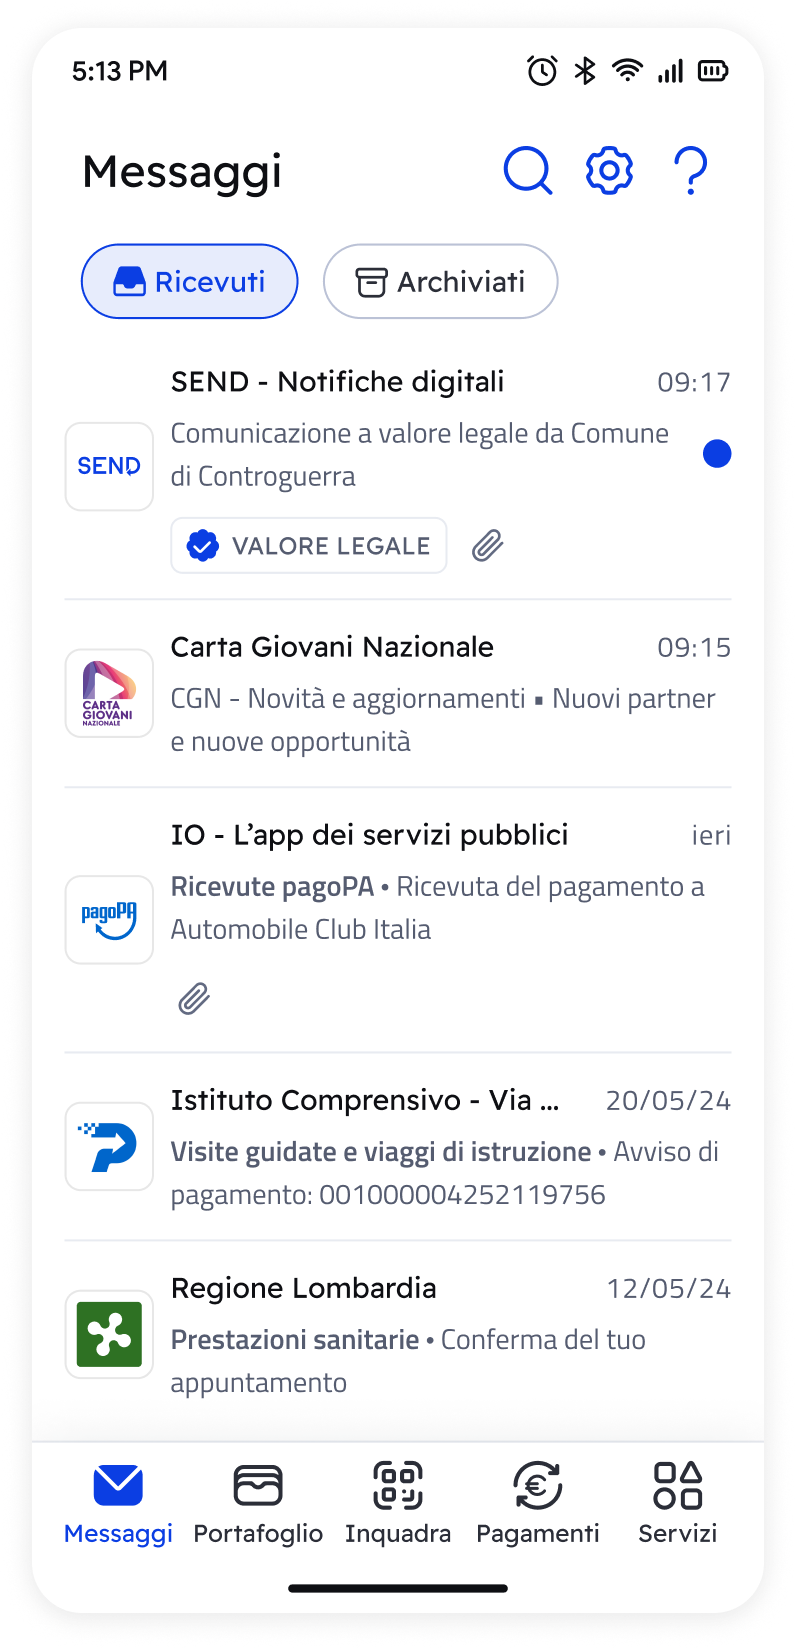 5:13 PM
Messaggi
Ricevuti
Archiviati
SEND - Notifiche digitali
09:17
SEND
Comunicazione a valore legale da Comune
di Controguerra
VALORE LEGALE
Carta Giovani Nazionale
09:15
CARTA
GIOVANI
NAZIONALE
CGN - Novità e aggiornamenti ▪ Nuovi partner
e nuove opportunità
IO - L’app dei servizi pubblici
ieri
pagoPA
Ricevute pagoPA • Ricevuta del pagamento a
Automobile Club Italia
Istituto Comprensivo - Via ...
20/05/24
Visite guidate e viaggi di istruzione • Avviso di
pagamento: 001000004252119756
Regione Lombardia
12/05/24
Prestazioni sanitarie • Conferma del tuo
appuntamento
Messaggi
Portafoglio
Inquadra
Pagamenti
Servizi